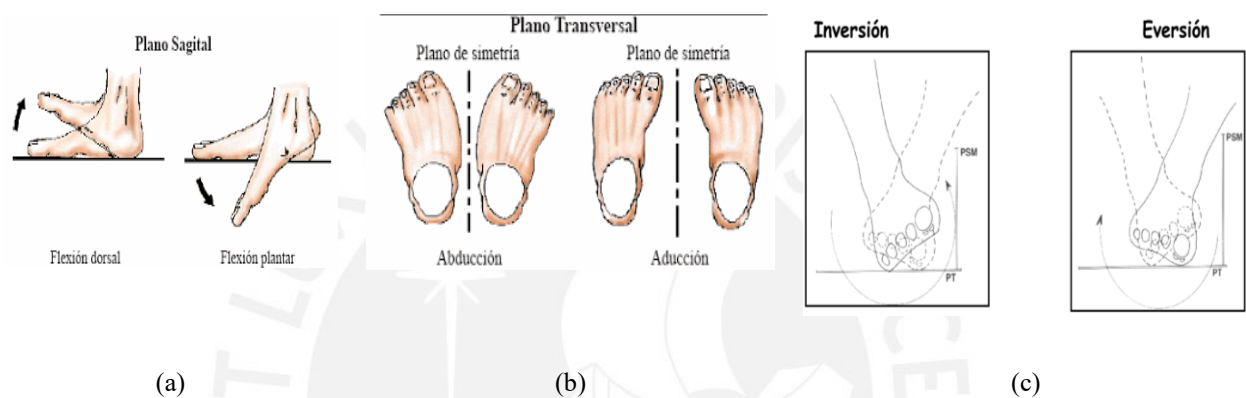 Plano Sagital
Flexión dorsal
Flexión plantar
(a)
Plano Transversal
Plano de simetría
Plano de simetría
Abducción
Aducción
(b)
Inversión
PSM
PT
Eversión
PSM
PT
(c)